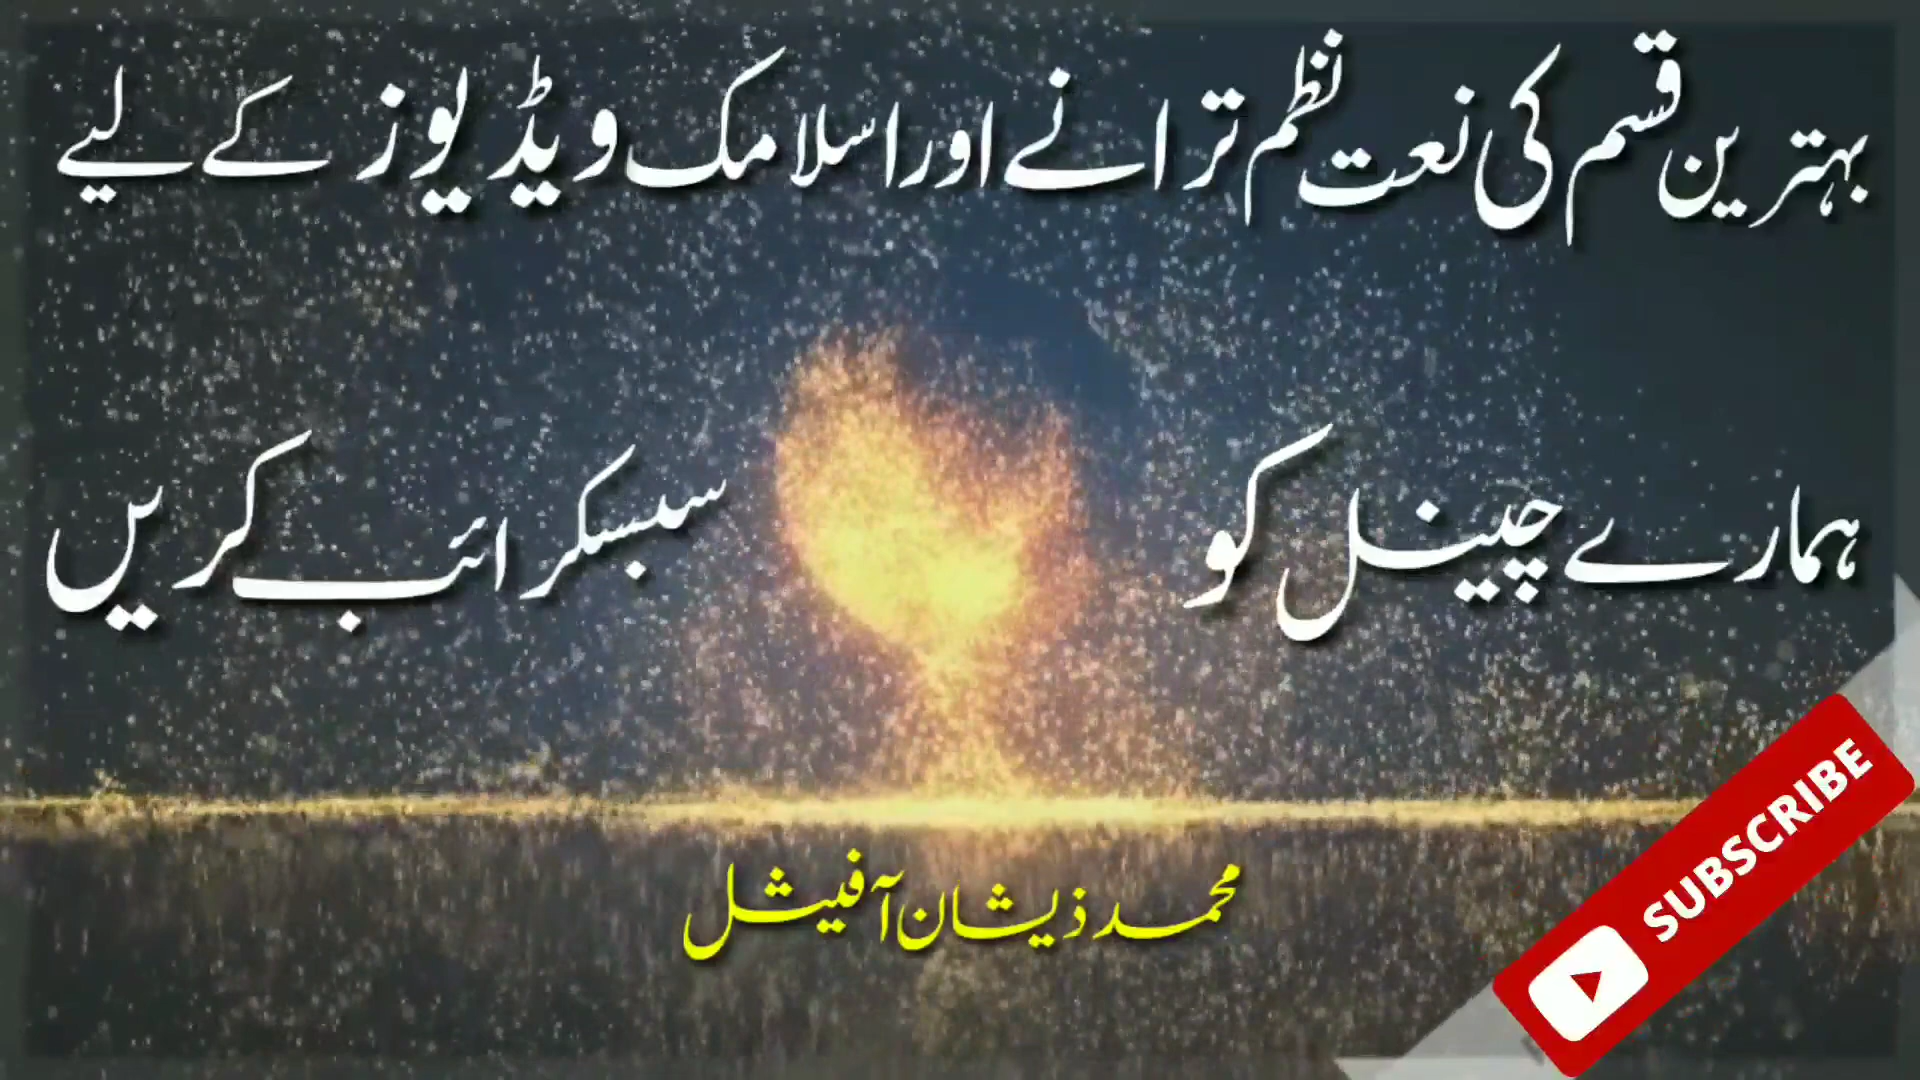 بہترین قسم کی نعت نظم ترانے اور اسلامک ویڈیوز کے لیے
ہمارے چینل کو سبسکرائب کریں
محمد ذیشان آفیشل
SUBSCRIBE